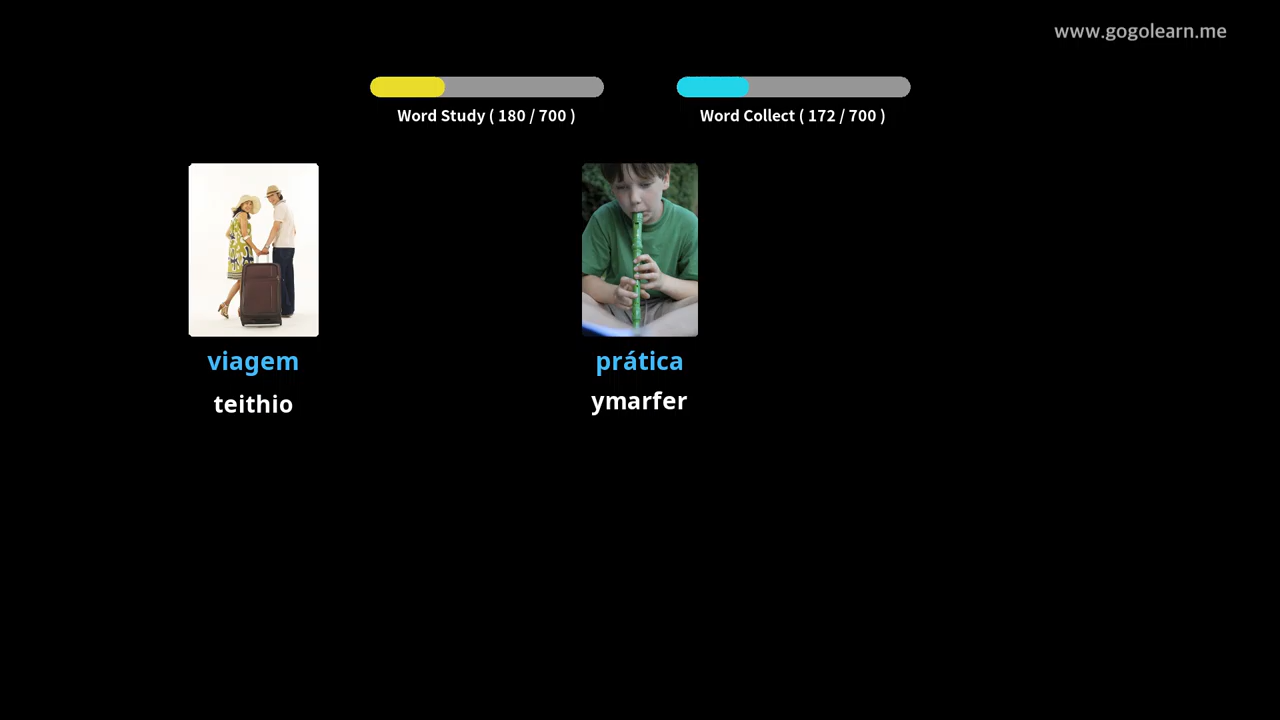 www.gogolearn.me
Word Study ( 180 / 700 )
Word Collect ( 172 / 700 )
viagem
prática
teithio
ymarfer